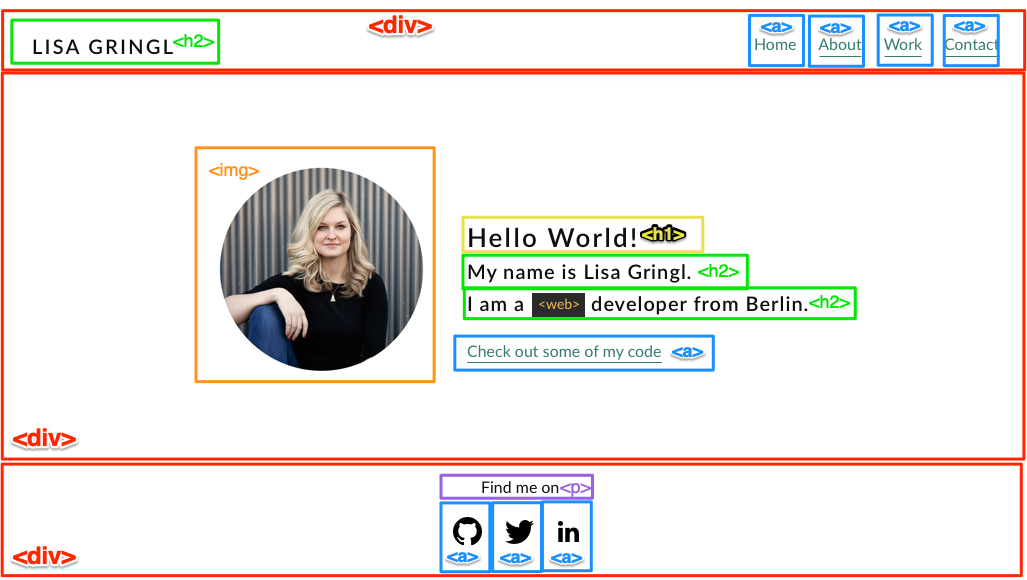 LISA GRINGL <h2>
<div>
<a> <a> <a> <a>
Home About Work Contact
<img>
Hello World! <h1>
My name is Lisa Gringl. <h2>
I am a <web> developer from Berlin. <h2>
Check out some of my code <a>
<div>
Find me on <p>
in
<a> <a> <a>
<div>